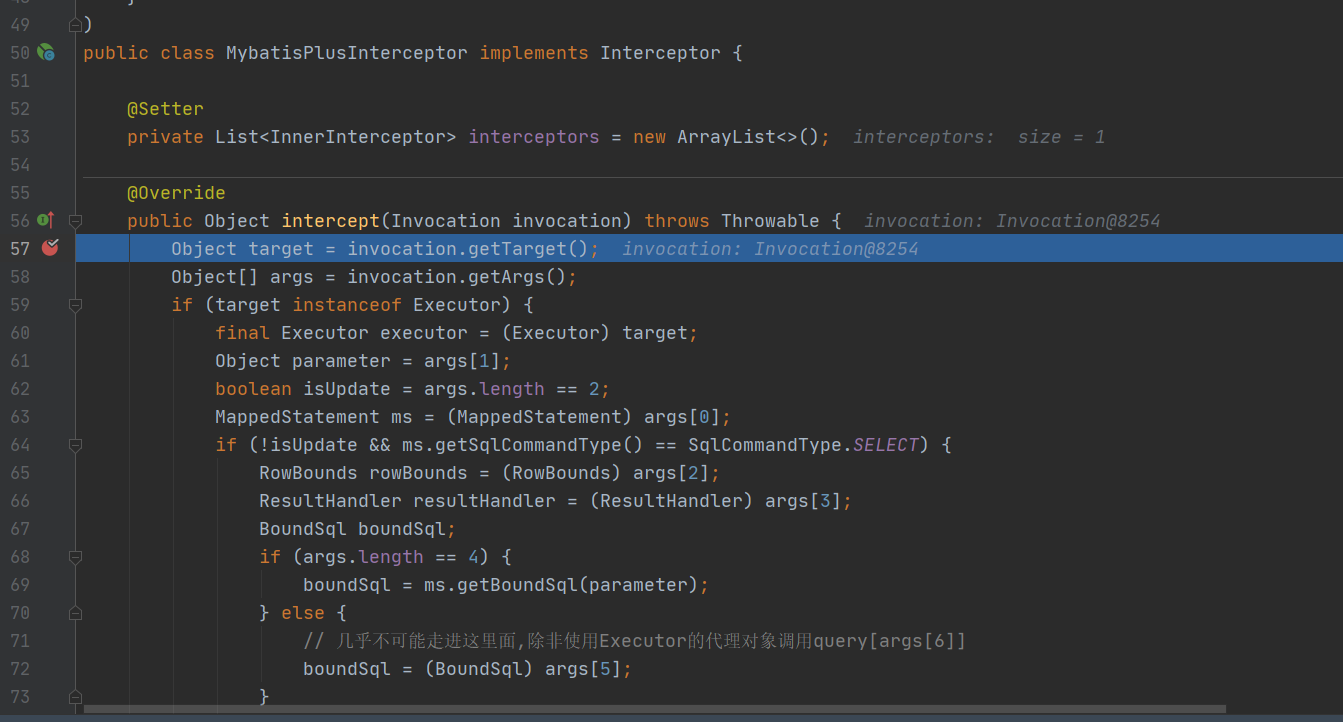 49 )
50 public class MybatisPlusInterceptor implements Interceptor {
51
52 @Setter
53 private List<InnerInterceptor> interceptors = new ArrayList<>(); interceptors: size = 1
54
55 @Override
56 public Object intercept(Invocation invocation) throws Throwable { invocation: Invocation@8254
57 Object target = invocation.getTarget(); invocation: Invocation@8254
58 Object[] args = invocation.getArgs();
59 if (target instanceof Executor) {
60 final Executor executor = (Executor) target;
61 Object parameter = args[1];
62 boolean isUpdate = args.length == 2;
63 MappedStatement ms = (MappedStatement) args[0];
64 if (!isUpdate && ms.getSqlCommandType() == SqlCommandType.SELECT) {
65 RowBounds rowBounds = (RowBounds) args[2];
66 ResultHandler resultHandler = (ResultHandler) args[3];
67 BoundSql boundSql;
68 if (args.length == 4) {
69 boundSql = ms.getBoundSql(parameter);
70 } else {
71 // 几乎不可能走进这里面,除非使用Executor的代理对象调用query[args[6]]
72 boundSql = (BoundSql) args[5];
73 }